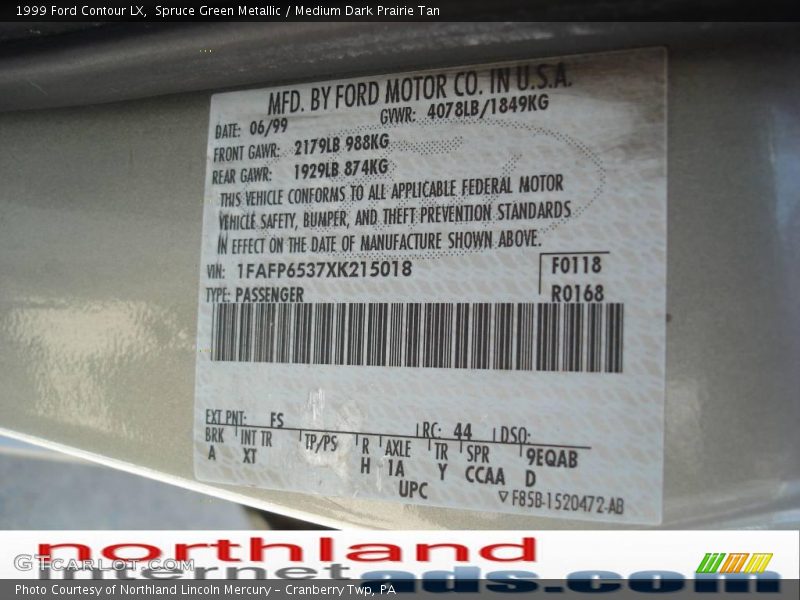 1999 Ford Contour LX, Spruce Green Metallic / Medium Dark Prairie Tan
MFD. BY FORD MOTOR CO. IN U.S.A.
DATE: 06/99 GVWR: 4078LB/1849KG
FRONT GAWR: 2179LB 988KG
REAR GAWR: 1929LB 874KG
THIS VEHICLE CONFORMS TO ALL APPLICABLE FEDERAL MOTOR
VEHICLE SAFETY, BUMPER, AND THEFT PREVENTION STANDARDS
IN EFFECT ON THE DATE OF MANUFACTURE SHOWN ABOVE.
VIN: 1FAFP6537XK215018 F0118
TYPE: PASSENGER R0168
EXT PNT: FS RC: 44 DSO:
BRK INT TR TP/PS R AXLE TR SPR 9EQAB
A XT H 1A Y CCAA D
UPC ▽F85B-1520472-AB
northland
internet ads.com
GTCARLOT.COM
Photo Courtesy of Northland Lincoln Mercury - Cranberry Twp, PA